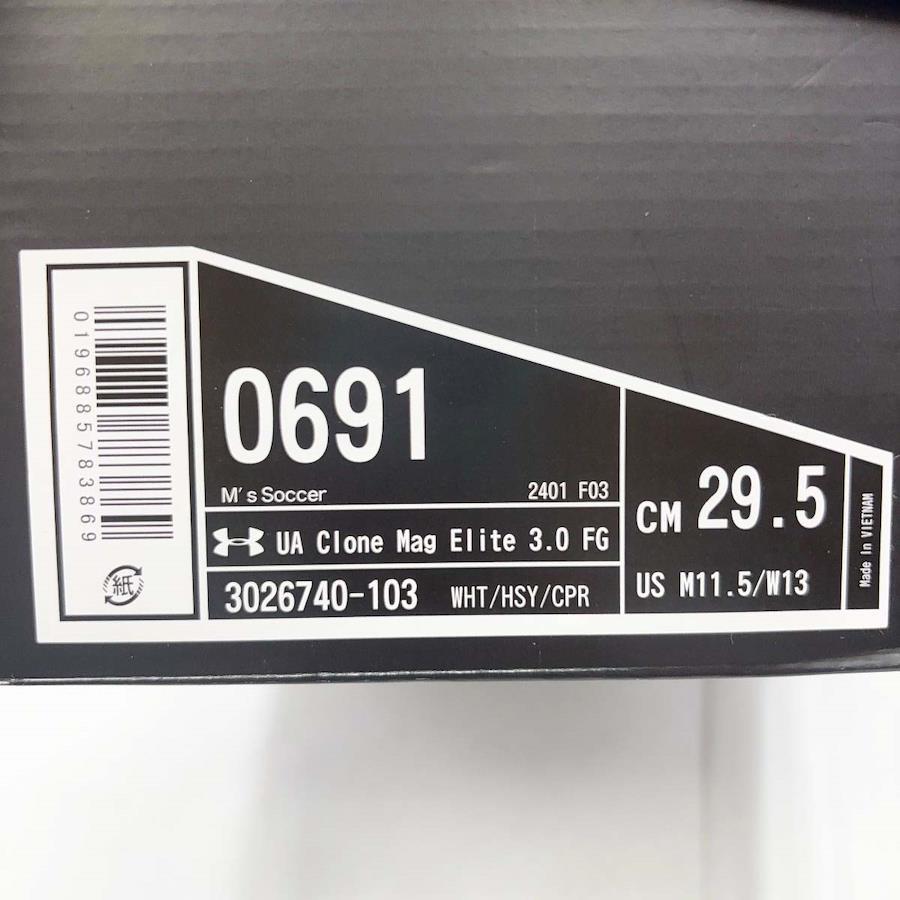 0196885783869
紙
0691
M's Soccer
2401 F03
UA Clone Mag Elite 3.0 FG
3026740-103 WHT/HSY/CPR
CM 29.5
US M11.5/W13
Made In VIETNAM